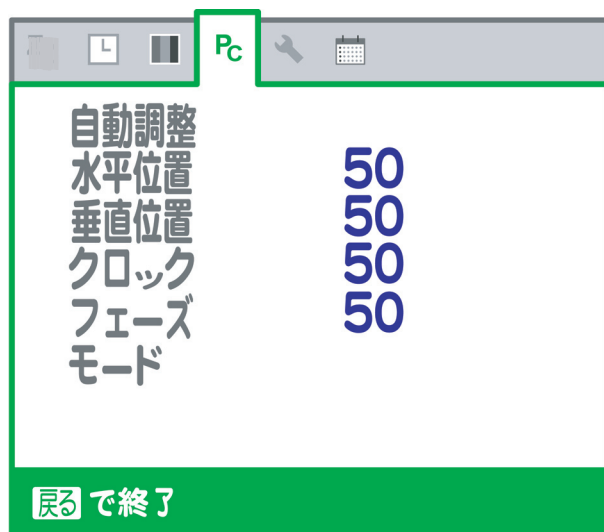 PC
自動調整
水平位置 50
垂直位置 50
クロック 50
フェーズ 50
モード
戻る で終了